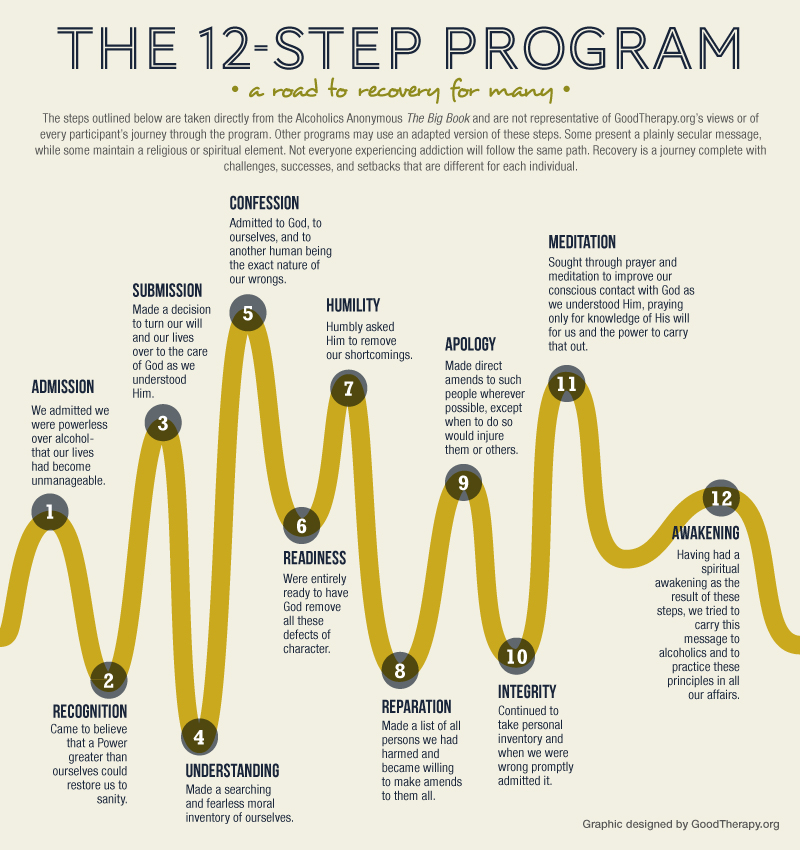 THE 12-STEP PROGRAM
• a road to recovery for many •
The steps outlined below are taken directly from the Alcoholics Anonymous The Big Book and are not representative of GoodTherapy.org's views or of
every participant's journey through the program. Other programs may use an adapted version of these steps. Some present a plainly secular message,
while some maintain a religious or spiritual element. Not everyone experiencing addiction will follow the same path. Recovery is a journey complete with
challenges, successes, and setbacks that are different for each individual.
ADMISSION
We admitted we
were powerless
over alcohol-
that our lives
had become
unmanageable.
1
2
RECOGNITION
Came to believe
that a Power
greater than
ourselves could
restore us to
sanity.
SUBMISSION
Made a decision
to turn our will
and our lives
over to the care
of God as we
understood
Him.
3
4
UNDERSTANDING
Made a searching
and fearless moral
inventory of ourselves.
CONFESSION
Admitted to God, to
ourselves, and to
another human being
the exact nature of
our wrongs.
5
6
READINESS
Were entirely
ready to have
God remove
all these
defects of
character.
HUMILITY
Humbly asked
Him to remove
our shortcomings.
7
8
REPARATION
Made a list of all
persons we had
harmed and
became willing
to make amends
to them all.
APOLOGY
Made direct
amends to such
people wherever
possible, except
when to do so
would injure
them or others.
9
10
INTEGRITY
Continued to
take personal
inventory and
when we were
wrong promptly
admitted it.
MEDITATION
Sought through prayer and
meditation to improve our
conscious contact with God as
we understood Him, praying
only for knowledge of His will
for us and the power to carry
that out.
11
12
AWAKENING
Having had a
spiritual
awakening as the
result of these
steps, we tried to
carry this
message to
alcoholics and to
practice these
principles in all
our affairs.
Graphic designed by GoodTherapy.org